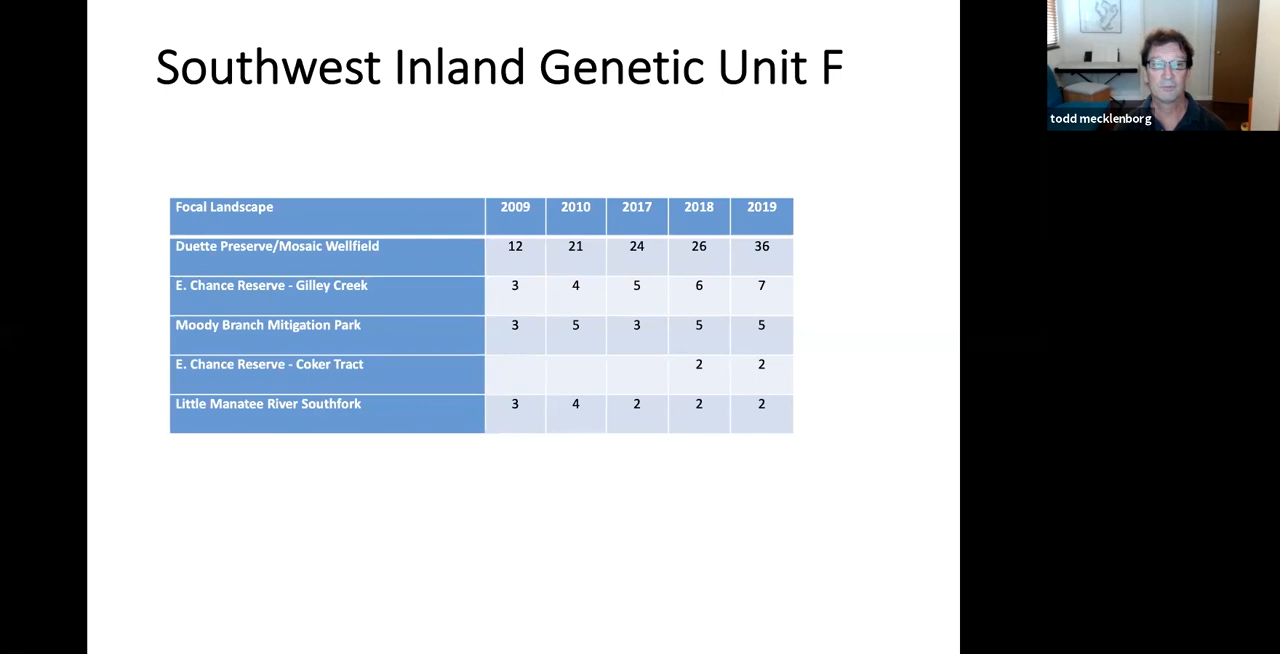 Southwest Inland Genetic Unit F
todd mecklenborg
Focal Landscape 2009 2010 2017 2018 2019
Duette Preserve/Mosaic Wellfield 12 21 24 26 36
E. Chance Reserve - Gilley Creek 3 4 5 6 7
Moody Branch Mitigation Park 3 5 3 5 5
E. Chance Reserve - Coker Tract 2 2
Little Manatee River Southfork 3 4 2 2 2